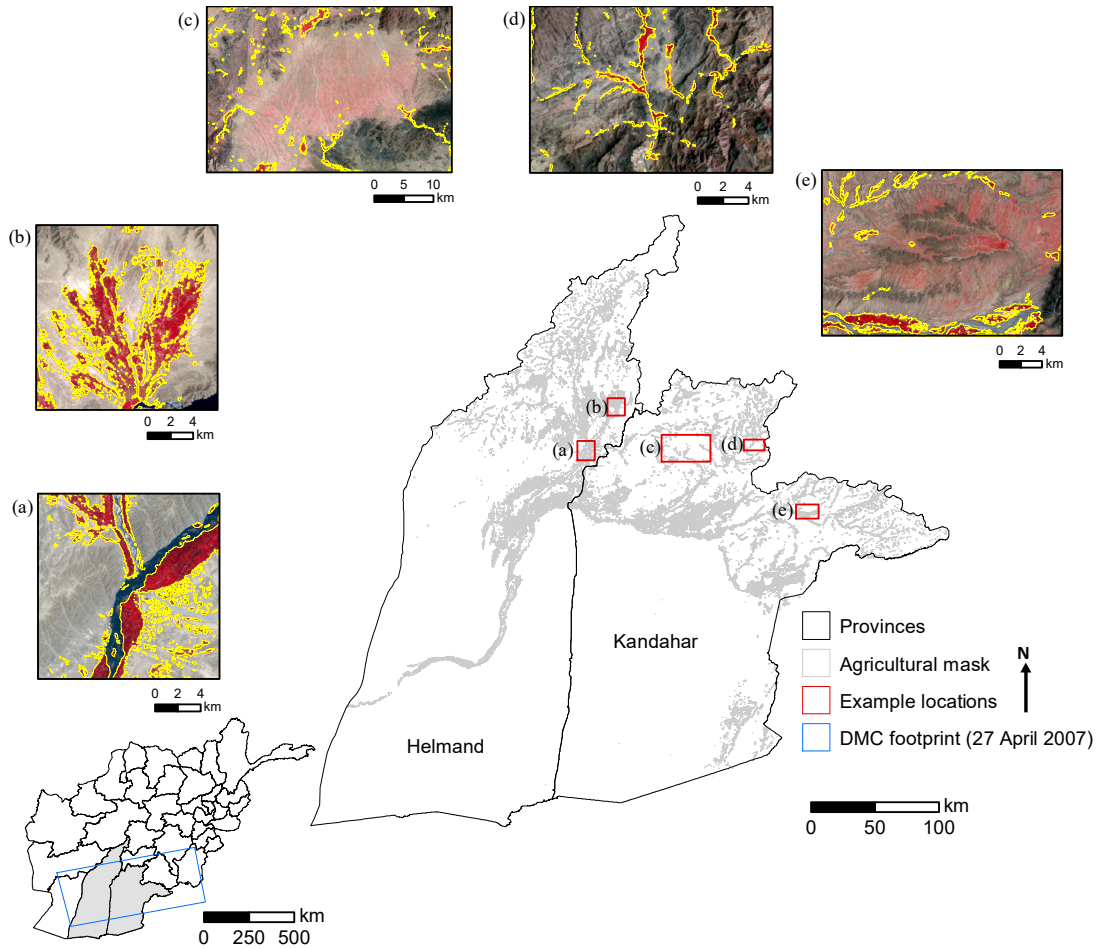 (c)
(d)
0 5 10
km
0 2 4
km
(e)
0 2 4
km
(b)
0 2 4
km
(a)
0 2 4
km
(b)
(a)
(c)
(d)
(e)
Kandahar
Helmand
Provinces
Agricultural mask
Example locations
DMC footprint (27 April 2007)
N
km
0 50 100
km
0 250 500